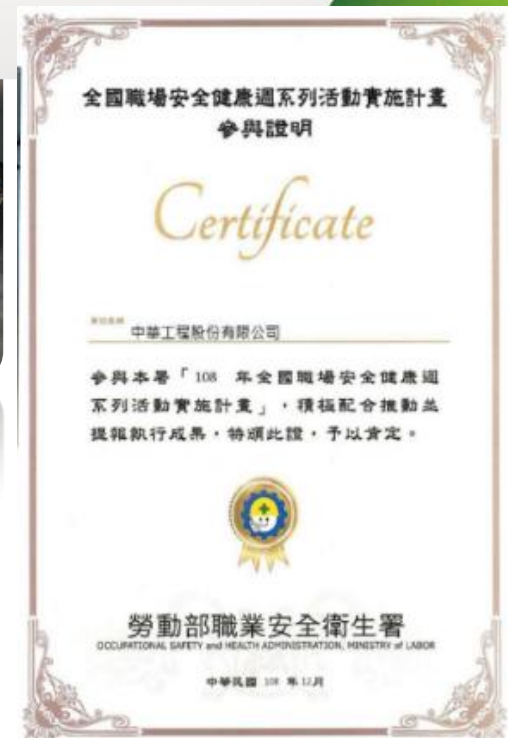 全國職場安全健康週系列活動實施計畫
參與證明
Certificate
中華工程股份有限公司
參與本署「108 年全國職場安全健康週
系列活動實施計畫」，積極配合推動並
提報執行成果，特頒此證，予以肯定。
勞動部職業安全衛生署
OCCUPATIONAL SAFETY and HEALTH ADMINISTRATION, MINISTRY of LABOR
中華民國 108 年 12月